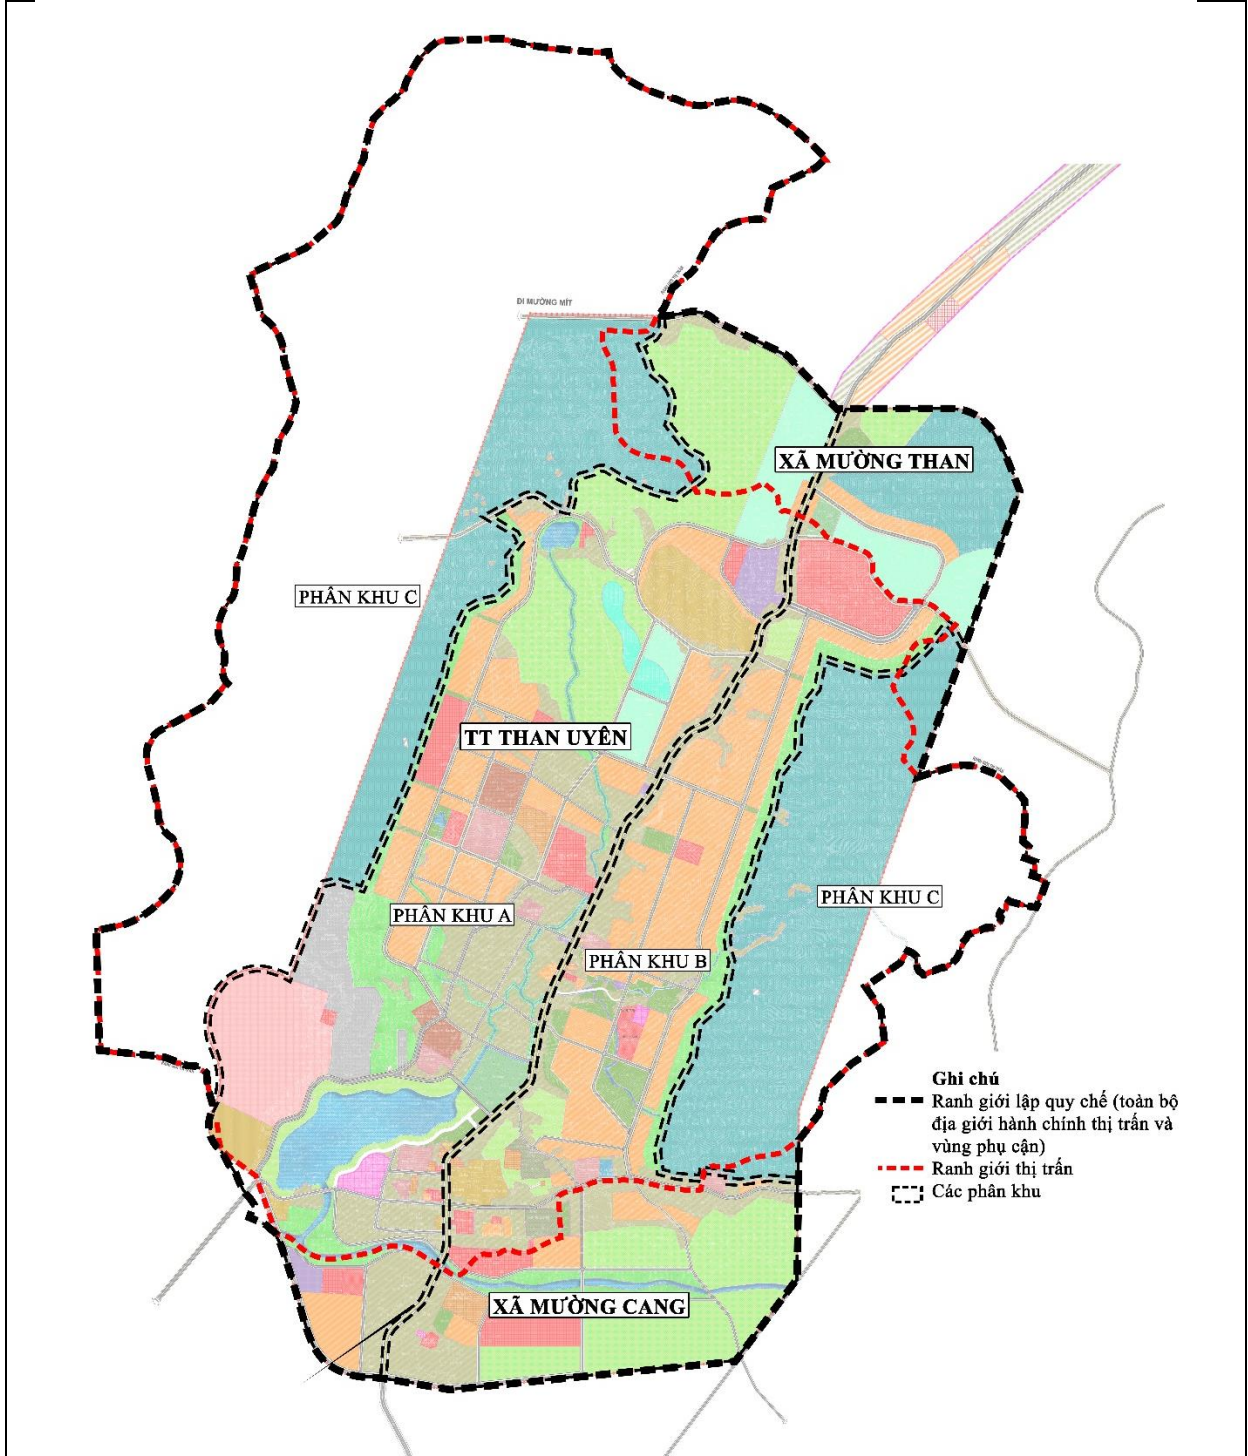 ĐI MƯỜNG MÍT
XÃ MƯỜNG THAN
PHÂN KHU C
TT THAN UYÊN
PHÂN KHU C
PHÂN KHU A
PHÂN KHU B
Ghi chú
Ranh giới lập quy chế (toàn bộ
địa giới hành chính thị trấn và
vùng phụ cận)
Ranh giới thị trấn
Các phân khu
XÃ MƯỜNG CANG